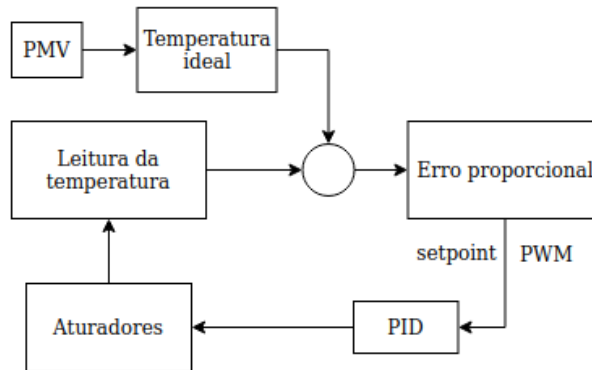 PMV
Temperatura
ideal
Leitura da
temperatura
Erro proporcional
setpoint
PWM
Aturadores
PID